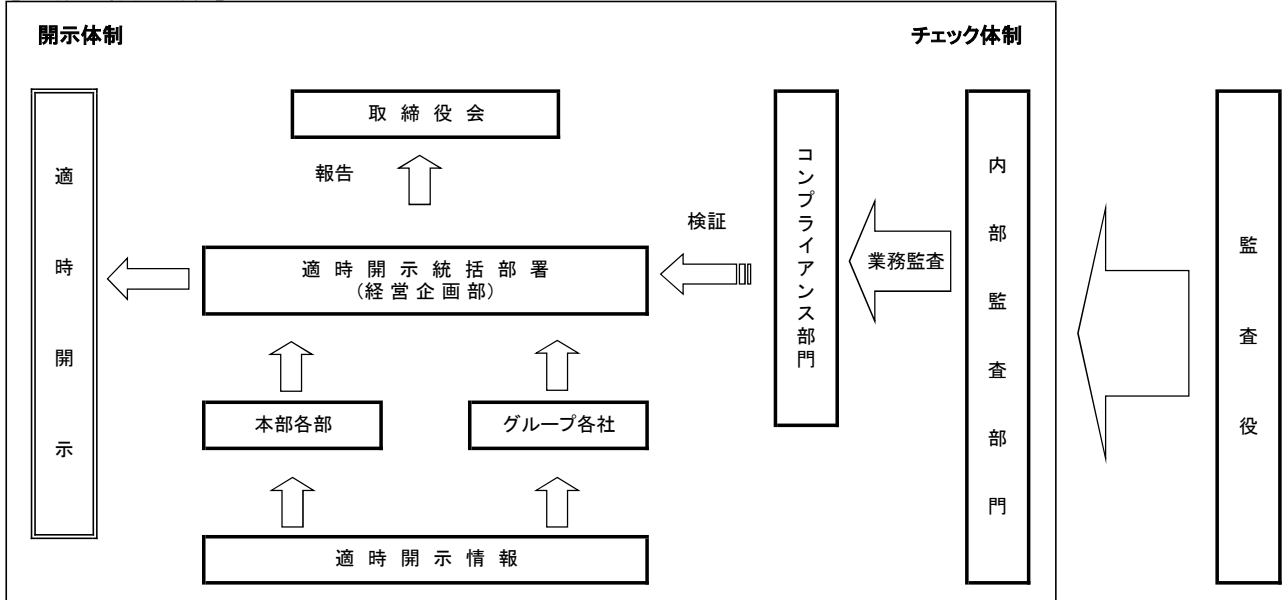 開示体制
チェック体制
適時開示
取締役会
報告
適時開示統括部署
(経営企画部)
検証
コンプライアンス部門
業務監査
内部監査部門
監査役
本部各部
グループ各社
適時開示情報